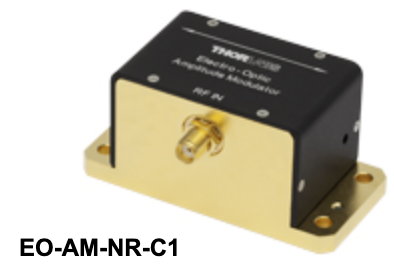 THORLABS
Electro-Optic
Amplitude Modulator
RF IN
EO-AM-NR-C1